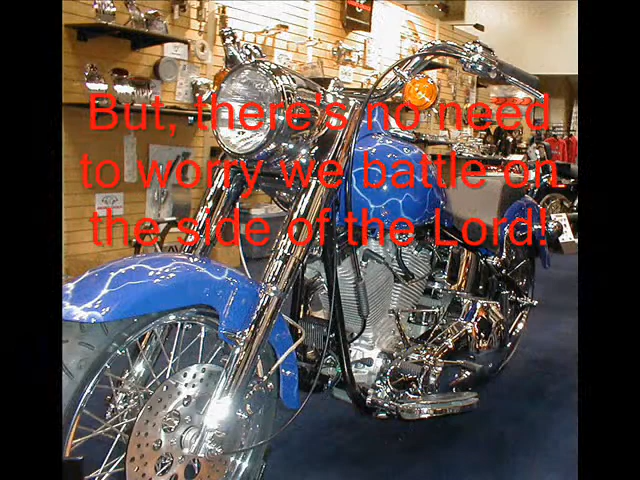 But, there's no need
to worry we battle on
the side of the Lord!